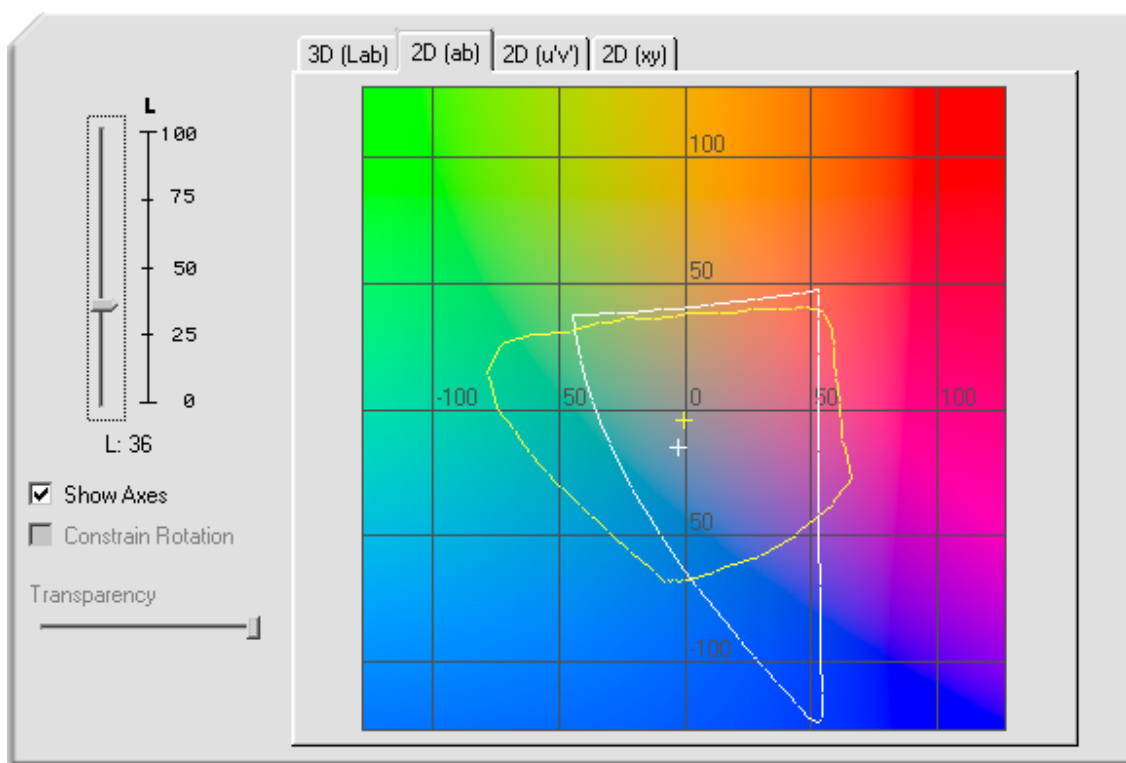 3D (Lab) 2D (ab) 2D (u'v') 2D (xy)
L
100
75
50
25
0
L: 36
Show Axes
Constrain Rotation
Transparency
100
50
-100 50 0 50 100
50
-100